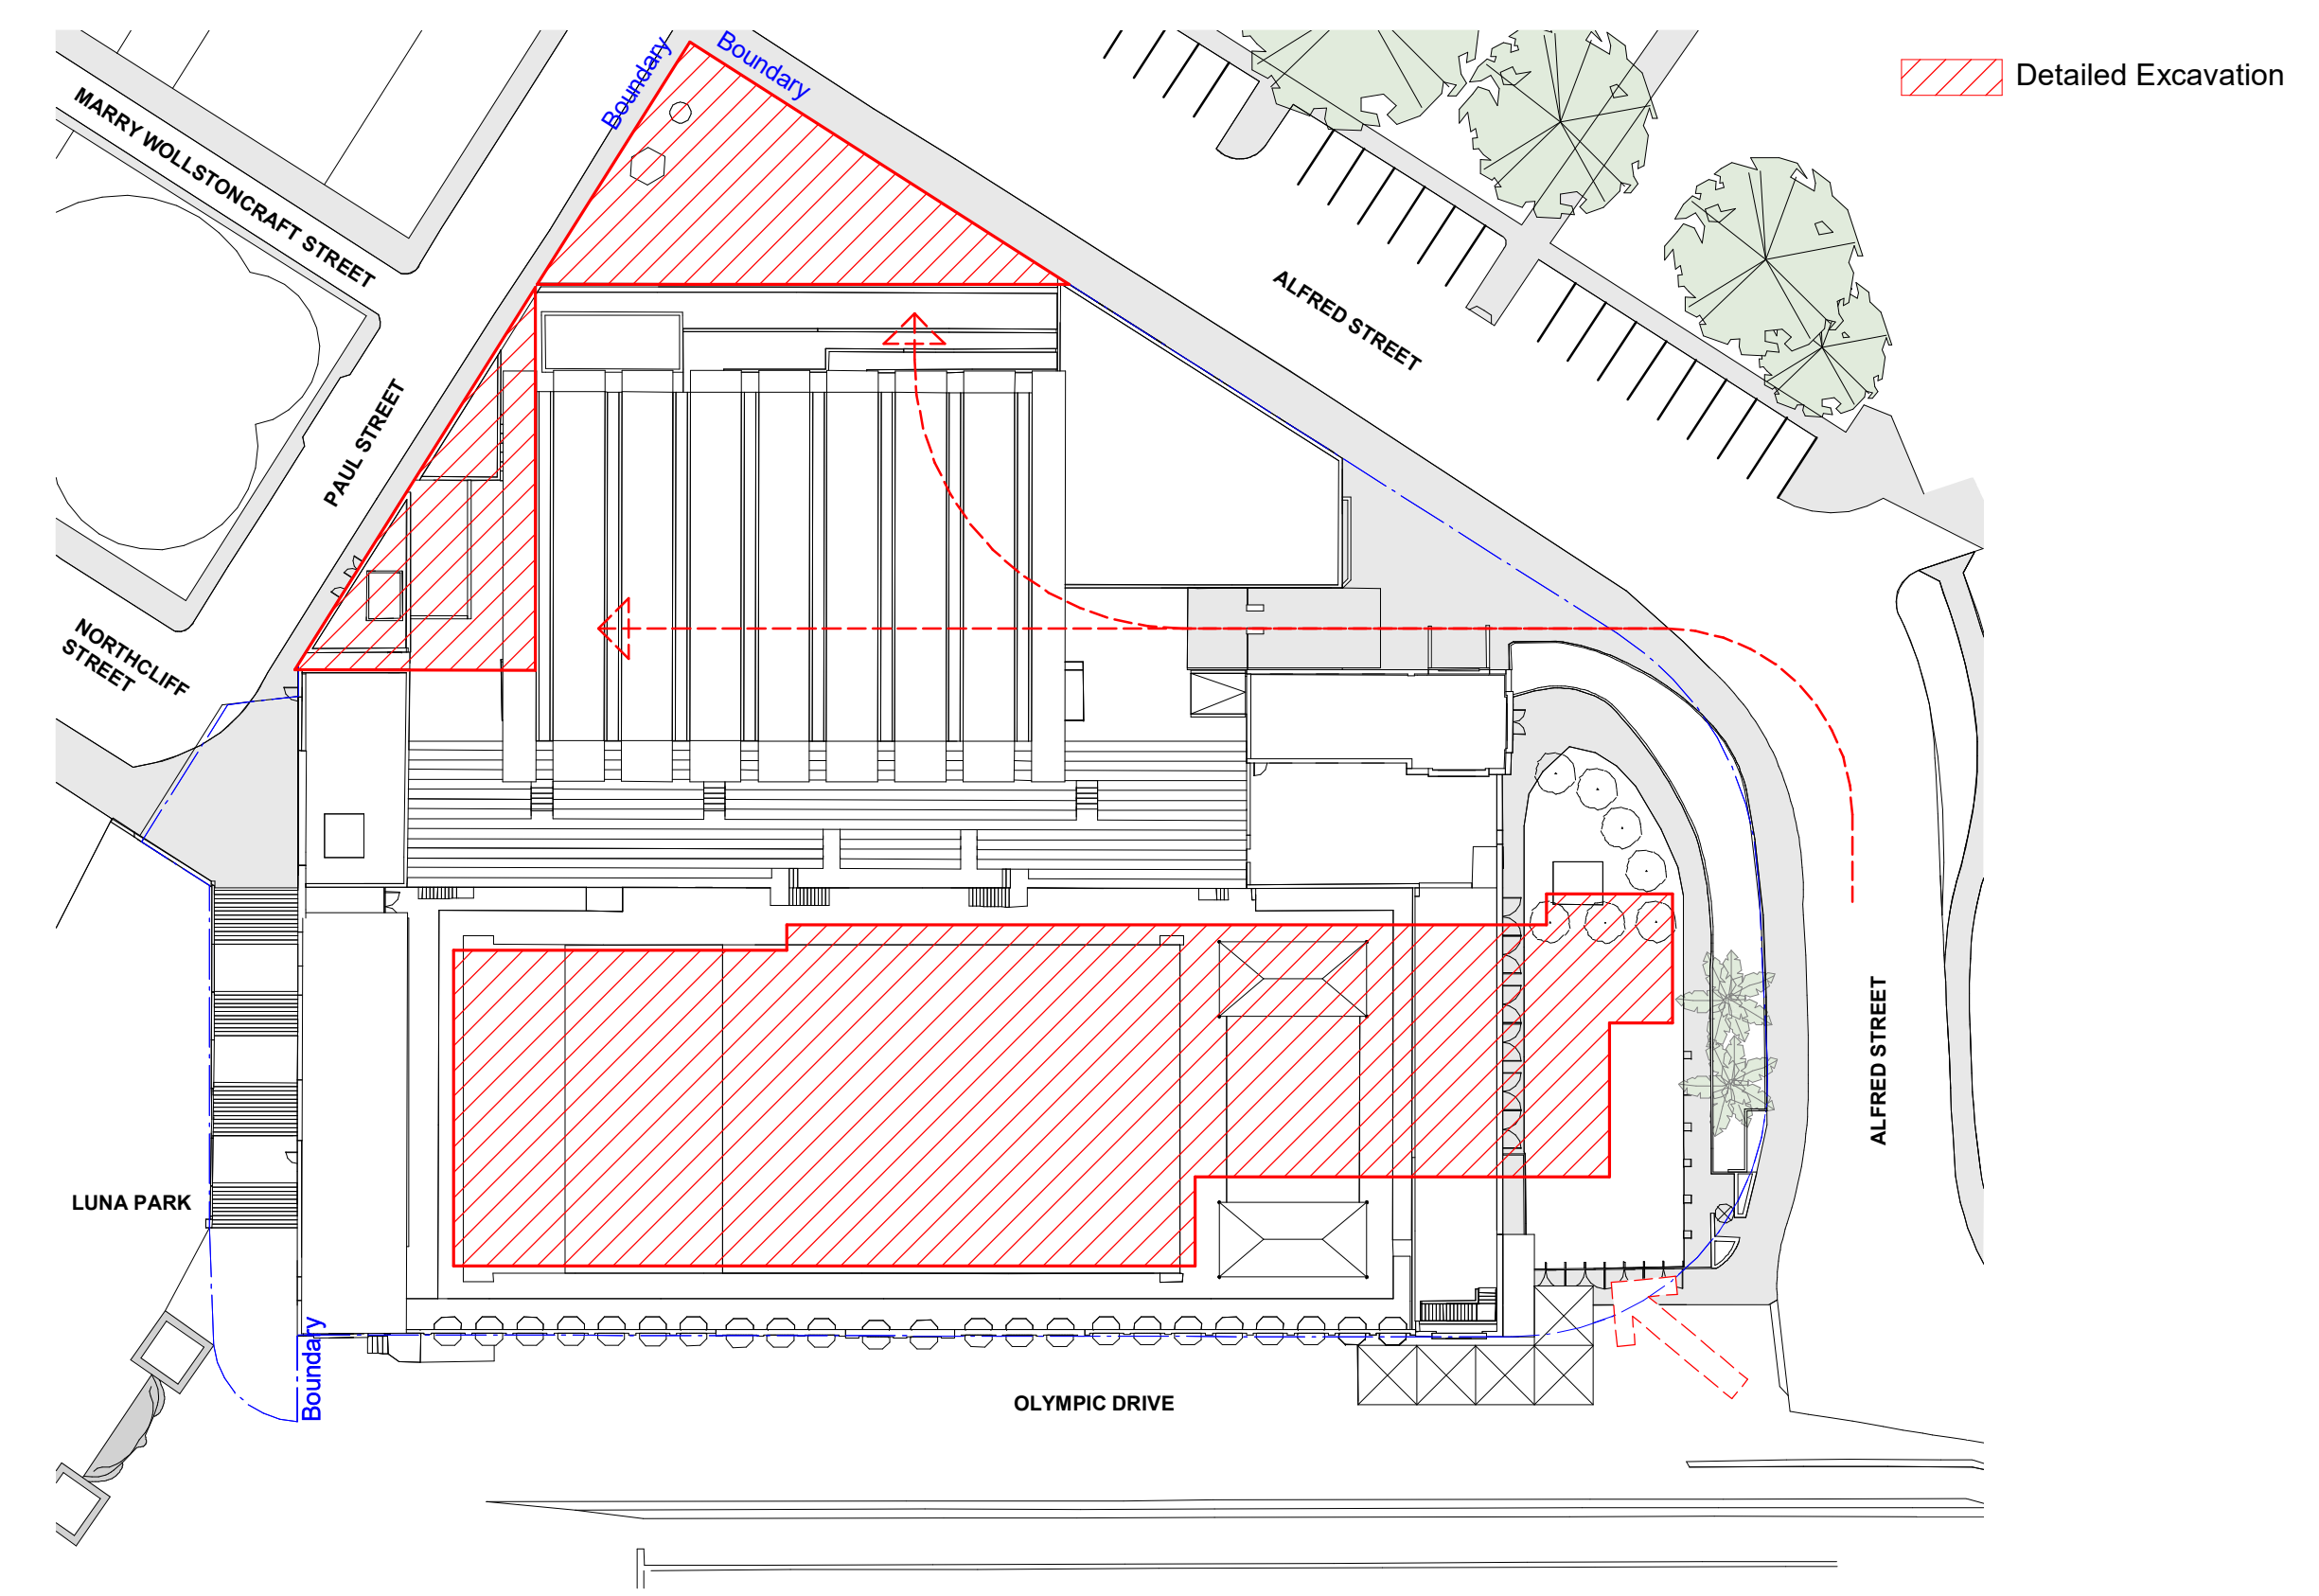 Boundary
Boundary
Detailed Excavation
MARRY WOLLSTONCRAFT STREET
ALFRED STREET
PAUL STREET
NORTHCLIFF
STREET
ALFRED STREET
LUNA PARK
Boundary
OLYMPIC DRIVE